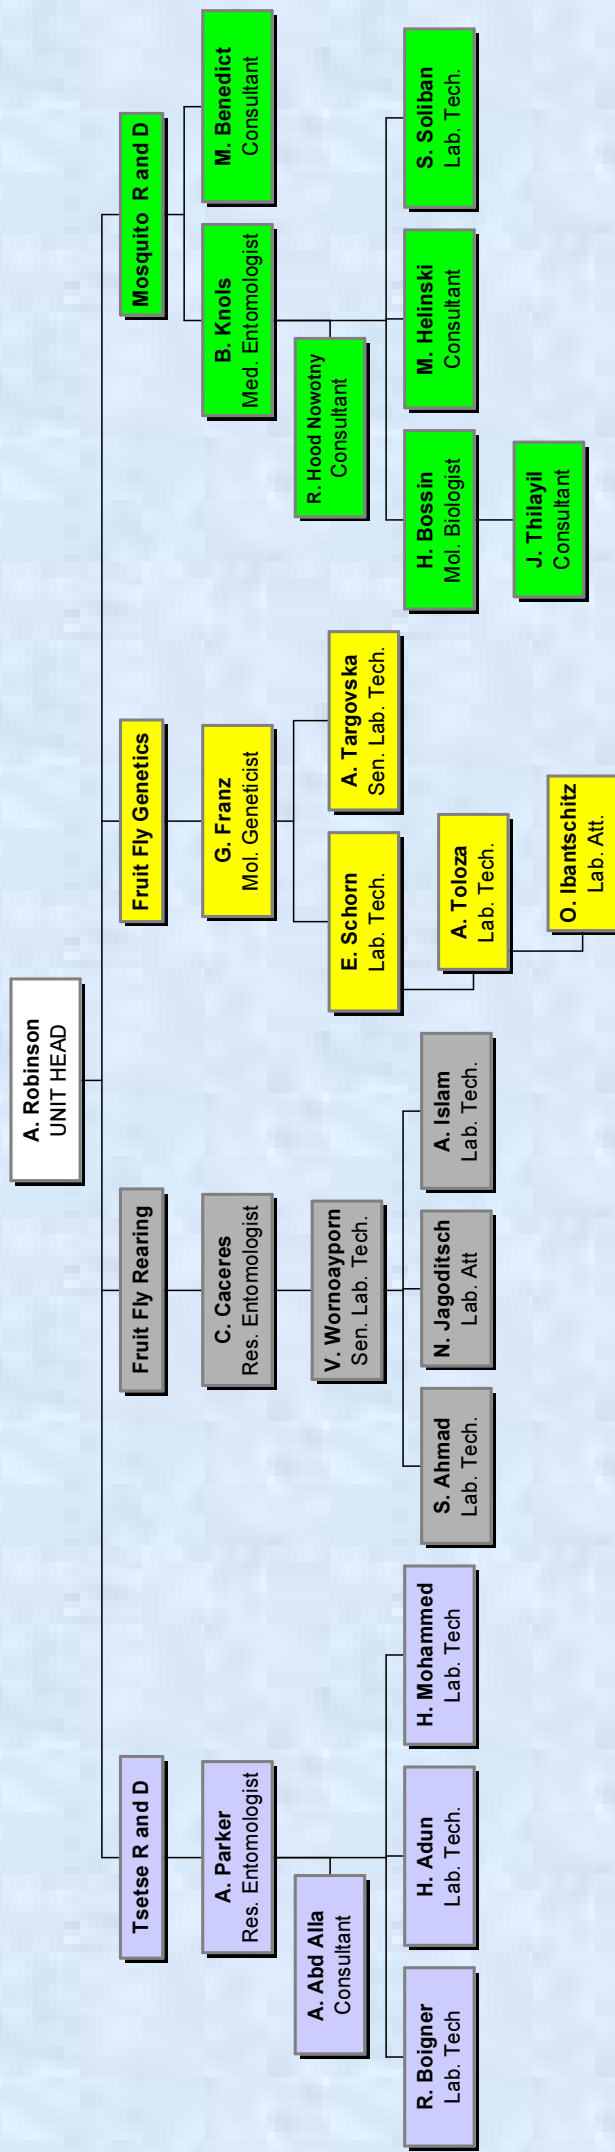 A. Robinson
UNIT HEAD
Tsetse R and D
Fruit Fly Rearing
Fruit Fly Genetics
Mosquito R and D
A. Parker
Res. Entomologist
C. Caceres
Res. Entomologist
G. Franz
Mol. Geneticist
B. Knols
Med. Entomologist
M. Benedict
Consultant
A. Abd Alla
Consultant
V. Wornoayporn
Sen. Lab. Tech.
E. Schorn
Lab. Tech.
A. Targovska
Sen. Lab. Tech.
R. Hood Nowotny
Consultant
R. Boigner
Lab. Tech
H. Adun
Lab. Tech.
H. Mohammed
Lab. Tech
S. Ahmad
Lab. Tech.
N. Jagoditsch
Lab. Att
A. Islam
Lab. Tech.
A. Toloza
Lab. Tech.
O. Ibantschitz
Lab. Att.
H. Bossin
Mol. Biologist
M. Helinski
Consultant
S. Soliban
Lab. Tech.
J. Thilayil
Consultant